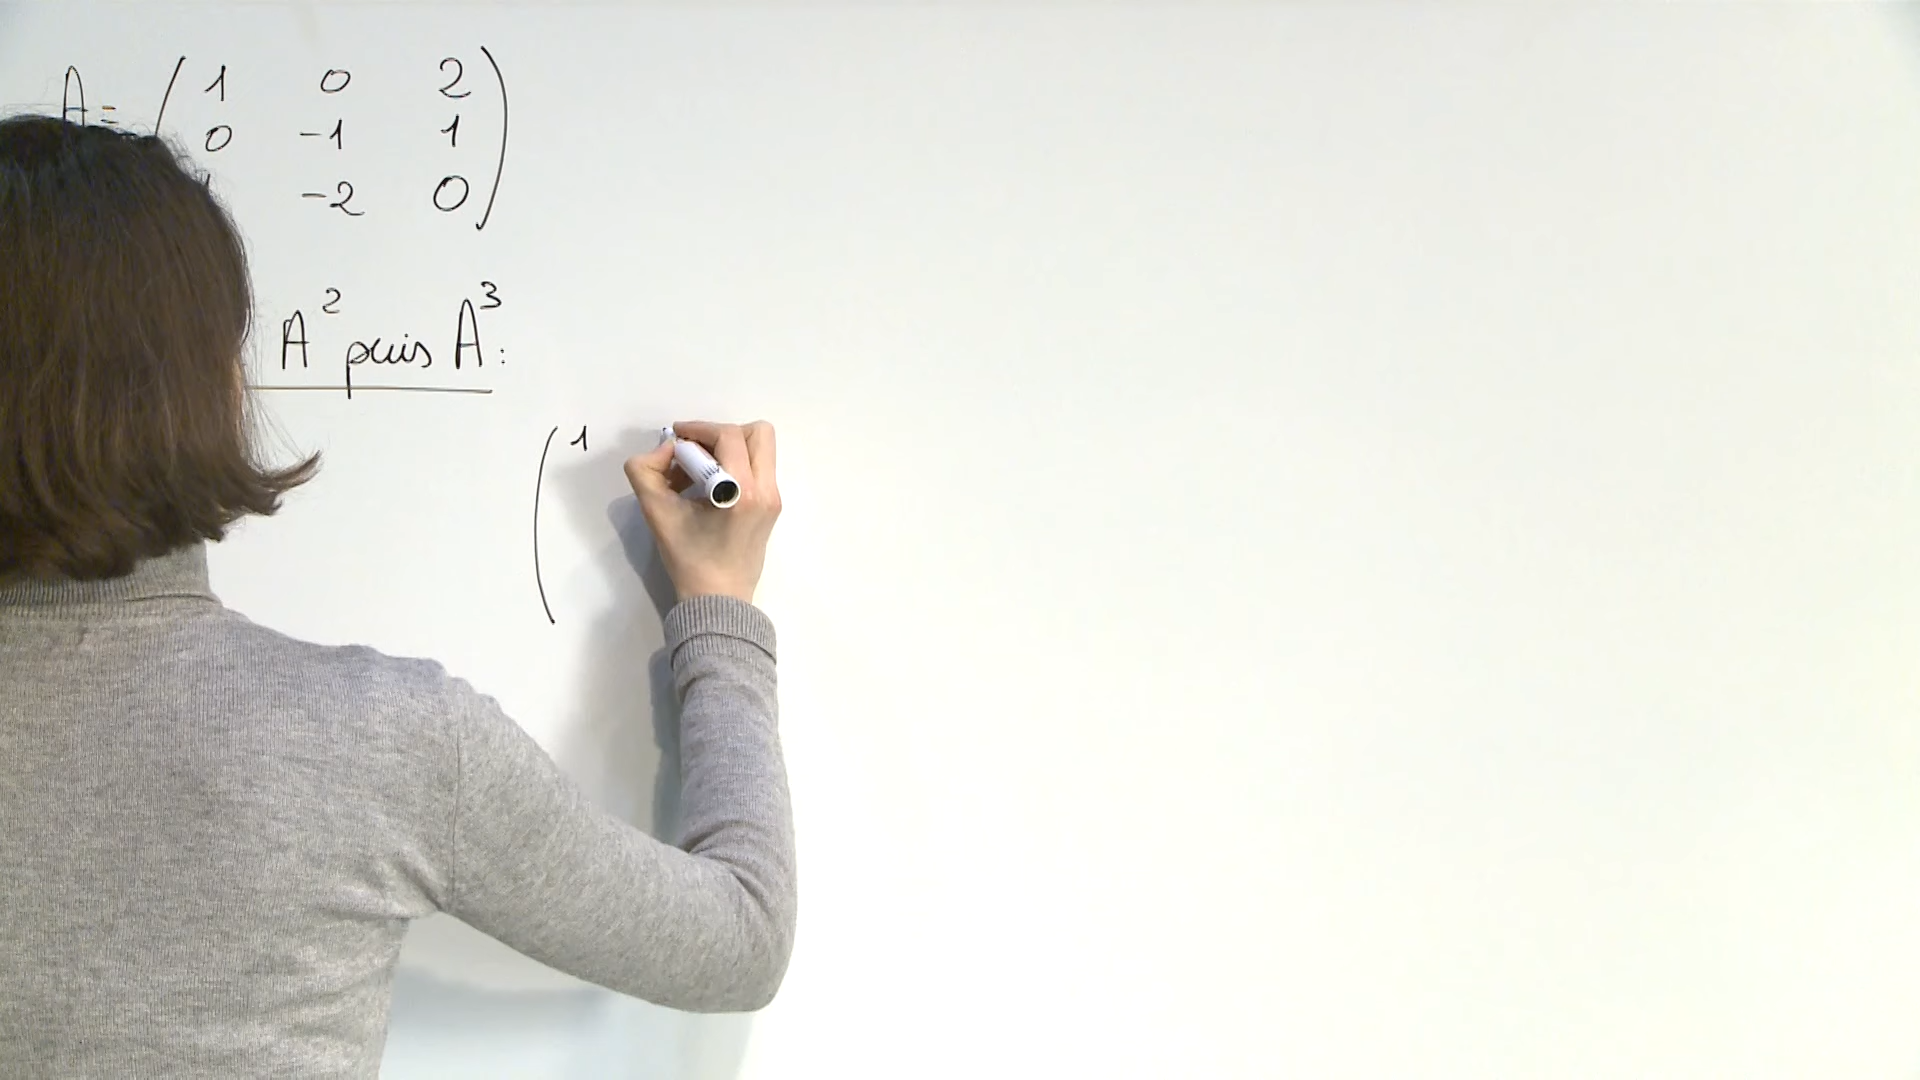 A = ( 1 0 2 )
0 -1 1
-2 0
A² puis A³ :
( 1